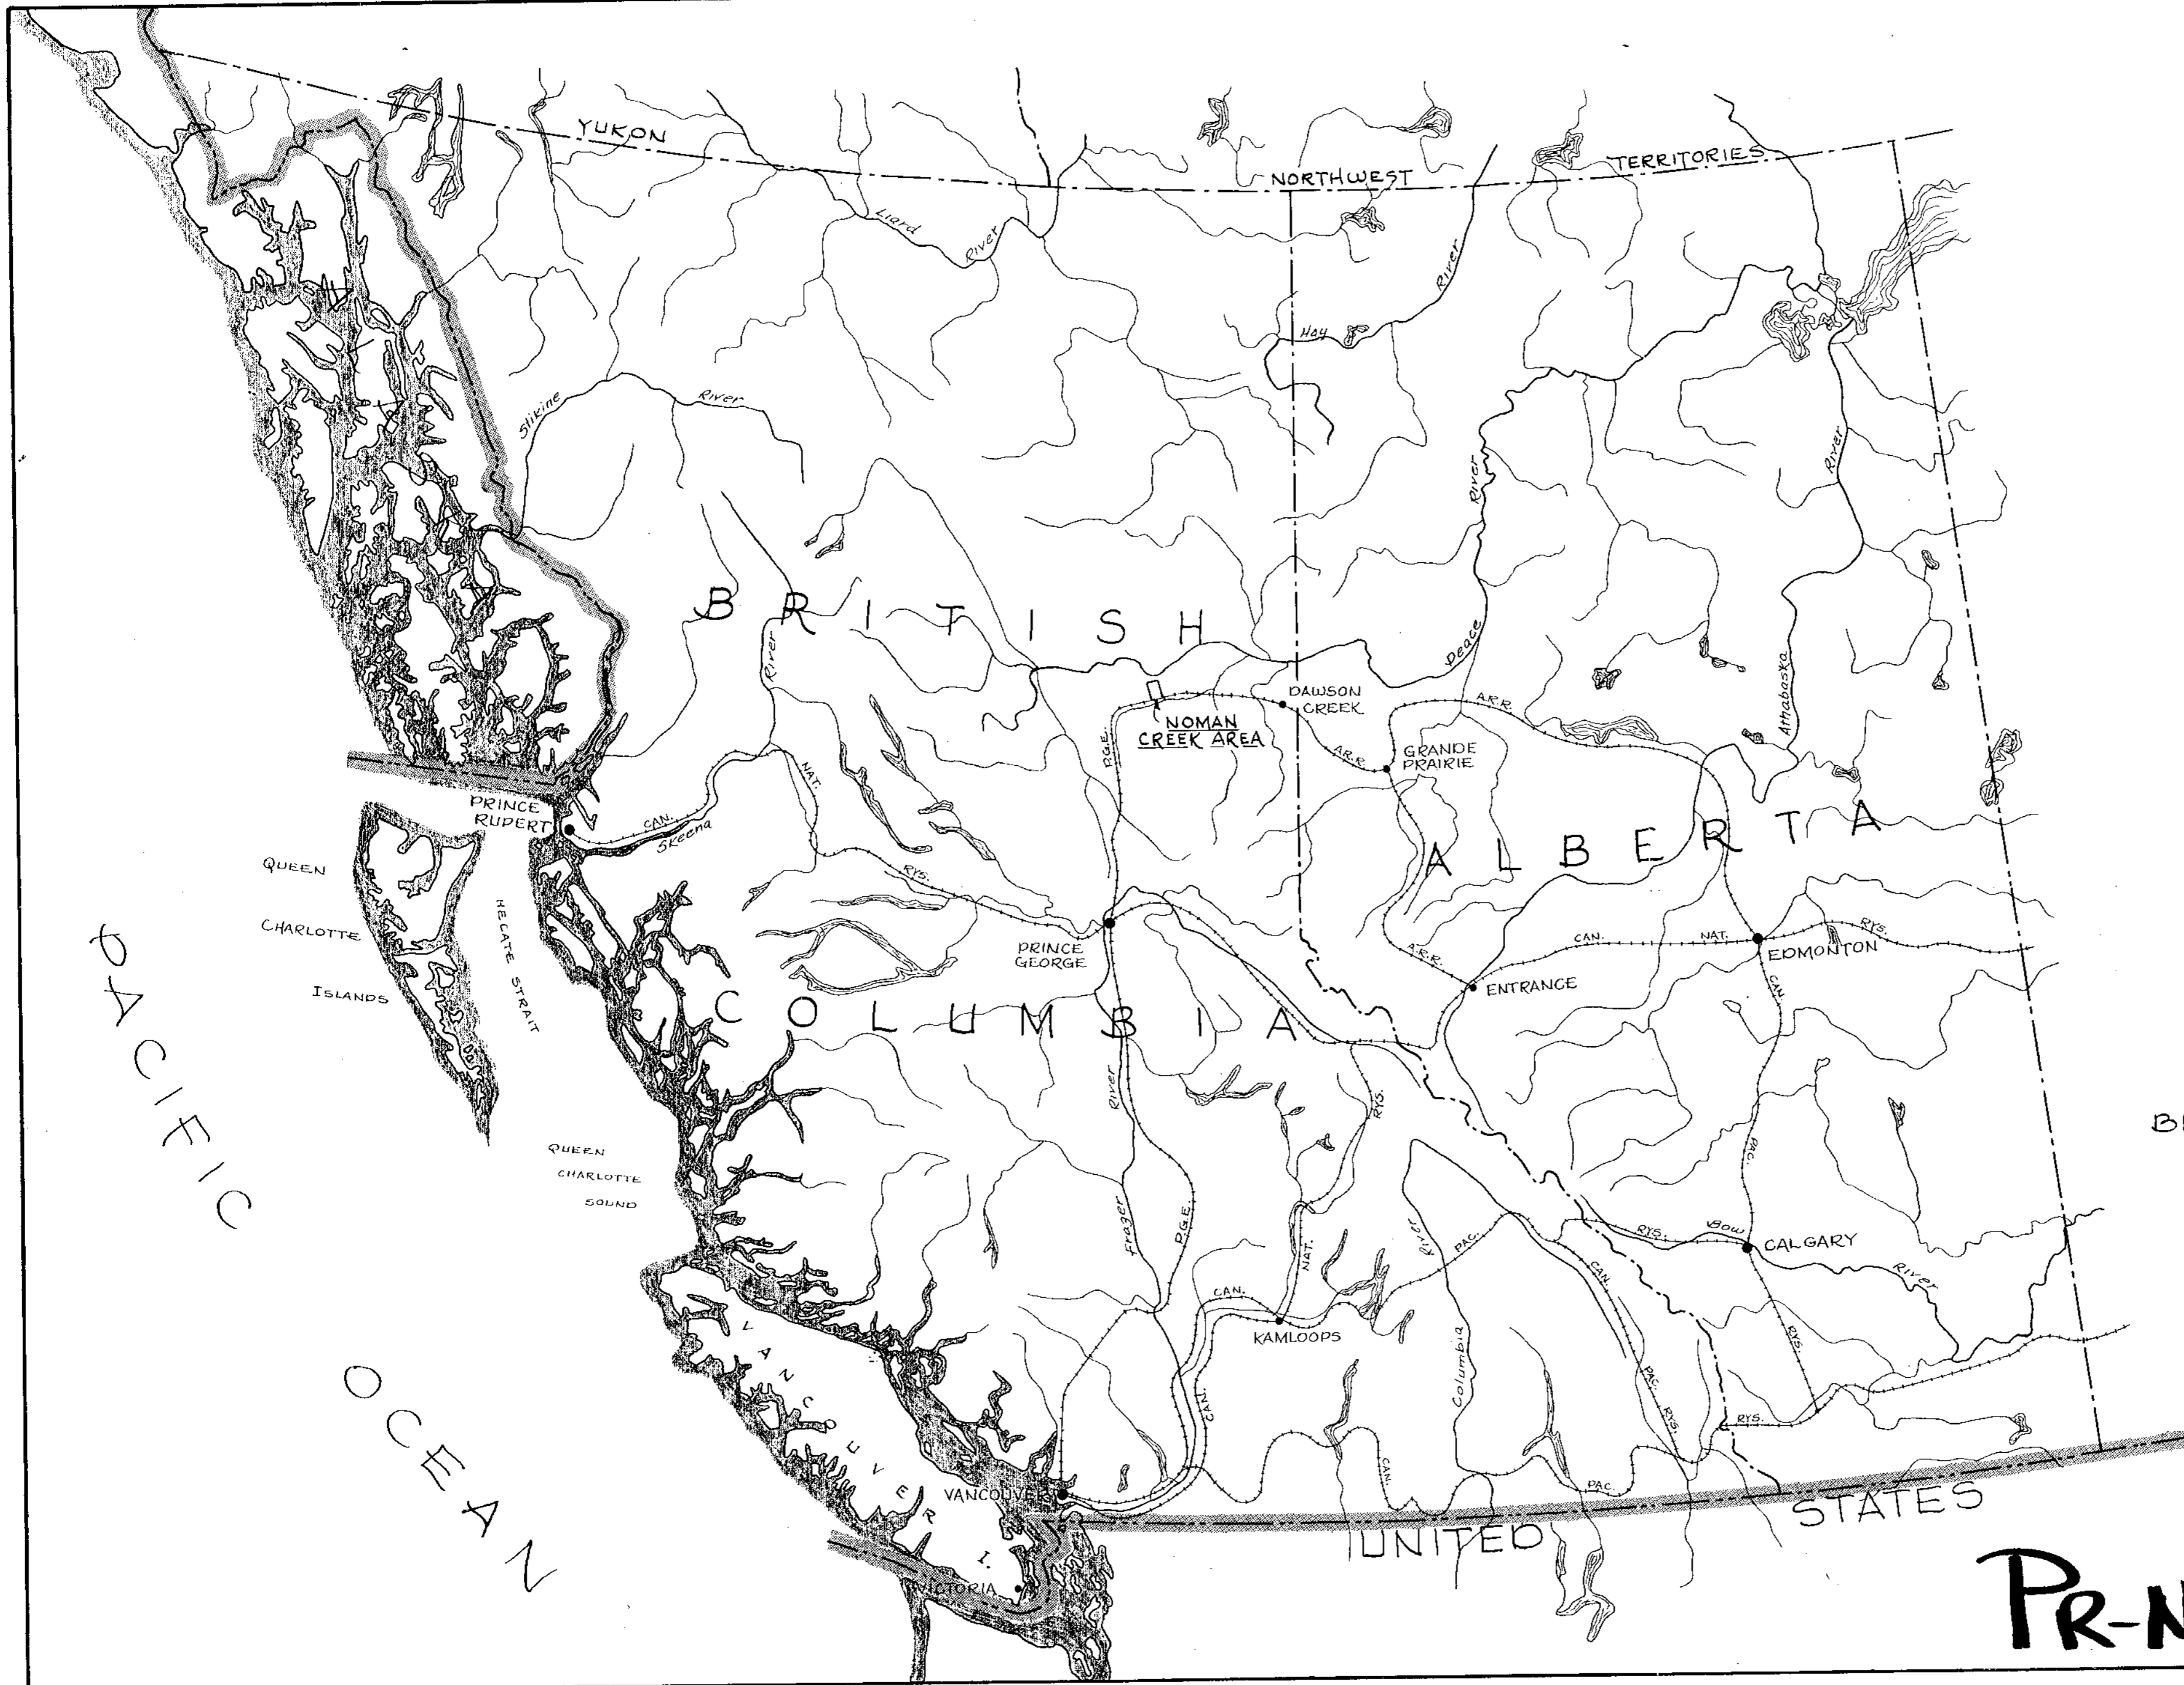 YUKON
NORTHWEST
TERRITORIES
Liard
River
Hay
River
Stikine
River
River
Peace
River
Athabaska
BRITISH
River
P.G.E.
NOMAN
CREEK AREA
DAWSON
CREEK
A.R.R.
A.R.R.
GRANDE
PRAIRIE
PRINCE
RUPERT
CAN.
Skeena
NAT.
RYS.
ALBERTA
QUEEN
CHARLOTTE
ISLANDS
HECATE STRAIT
PACIFIC
OCEAN
PRINCE
GEORGE
A.R.R.
ENTRANCE
CAN.
NAT.
RYS.
EDMONTON
CAN.
PAC.
COLUMBIA
River
Fraser
P.G.E.
RYS.
NAT.
CAN.
KAMLOOPS
QUEEN
CHARLOTTE
SOUND
River
Columbia
PAC.
RYS.
Bow
CALGARY
River
CAN.
PAC.
RYS.
RYS.
RYS.
CAN.
CAN.
PAC.
VANCOUVER I.
VANCOUVER
VICTORIA
UNITED
STATES
PR-N